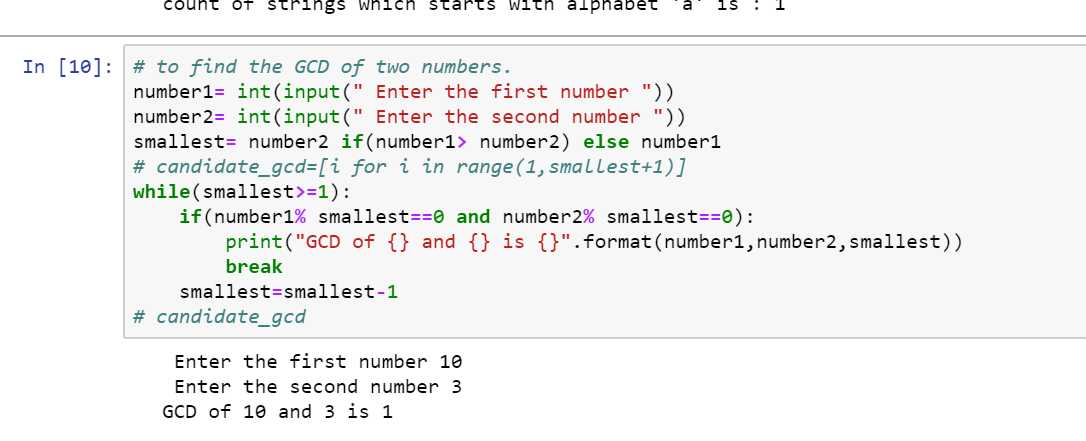 count of strings which starts with alphabet 'a' is : 1
In [10]: # to find the GCD of two numbers.
number1= int(input(" Enter the first number "))
number2= int(input(" Enter the second number "))
smallest= number2 if(number1> number2) else number1
# candidate_gcd=[i for i in range(1,smallest+1)]
while(smallest>=1):
    if(number1% smallest==0 and number2% smallest==0):
        print("GCD of {} and {} is {}".format(number1,number2,smallest))
        break
    smallest=smallest-1
# candidate_gcd
Enter the first number 10
Enter the second number 3
GCD of 10 and 3 is 1